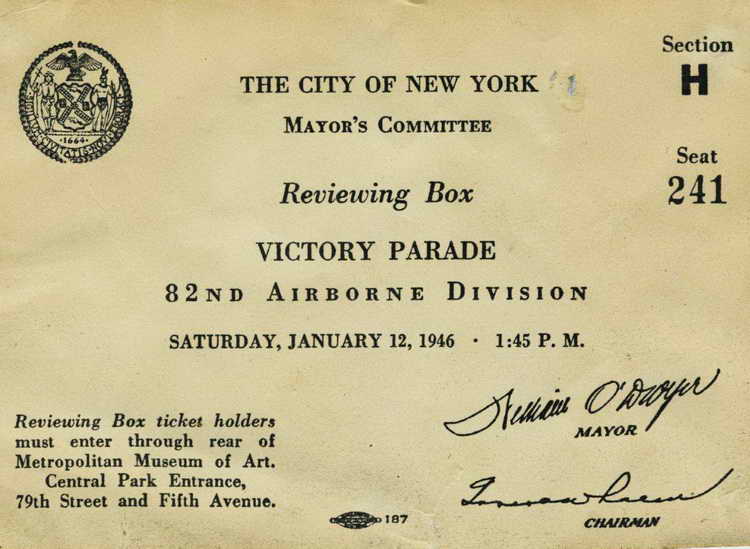 Section
H
THE CITY OF NEW YORK
MAYOR'S COMMITTEE
Seat
241
Reviewing Box
VICTORY PARADE
82ND AIRBORNE DIVISION
SATURDAY, JANUARY 12, 1946 · 1:45 P. M.
William O'Dwyer
MAYOR
Reviewing Box ticket holders
must enter through rear of
Metropolitan Museum of Art.
Central Park Entrance,
79th Street and Fifth Avenue.
CHAIRMAN
187
·1664·